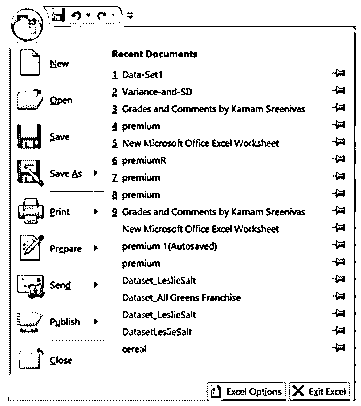 New
Open
Save
Save As
Print
Prepare
Send
Publish
Close
Recent Documents
1 Data-Set1
2 Variance-and-SD
3 Grades and Comments by Kamam Sreenivas
4 premium
5 New Microsoft Office Excel Worksheet
6 premiumR
7 premium
8 premium
9 Grades and Comments by Kamam Sreenivas
New Microsoft Office Excel Worksheet
premium 1(Autosaved)
premium
Dataset_LeslieSalt
Dataset_All Greens Franchise
Dataset_LeslieSalt
DatasetLeslieSalt
cereal
Excel Options
Exit Excel